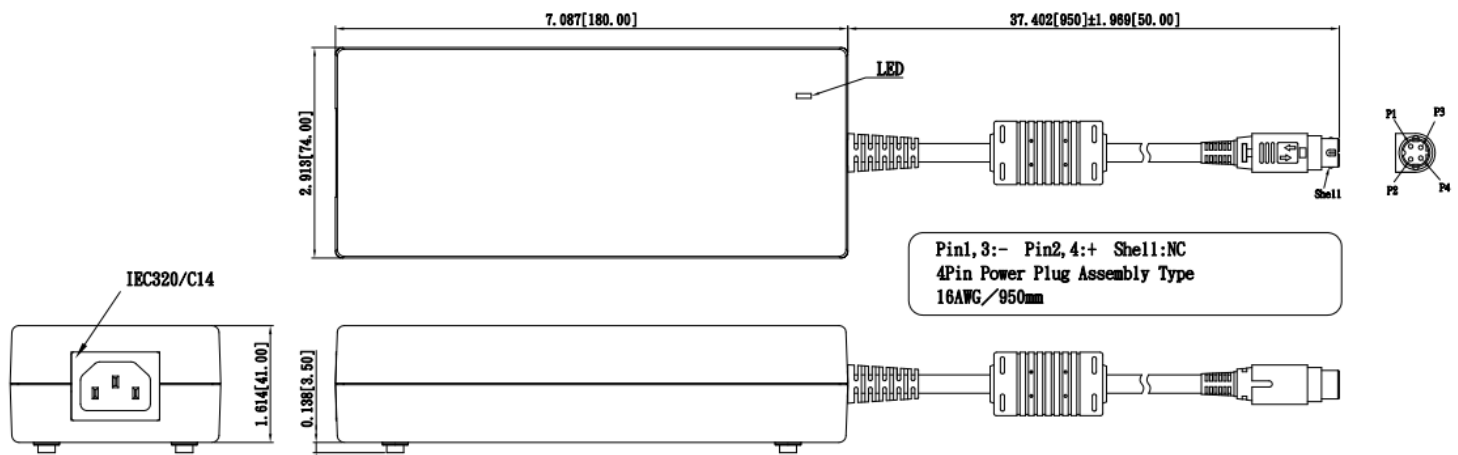 7.087[180.00]
37.402[950]±1.969[50.00]
LED
2.913[74.00]
P1
P3
P2
P4
Shell
Pin1,3:- Pin2,4:+ Shell:NC
4Pin Power Plug Assembly Type
16AWG／950mm
IEC320/C14
1.614[41.00]
0.138[3.50]